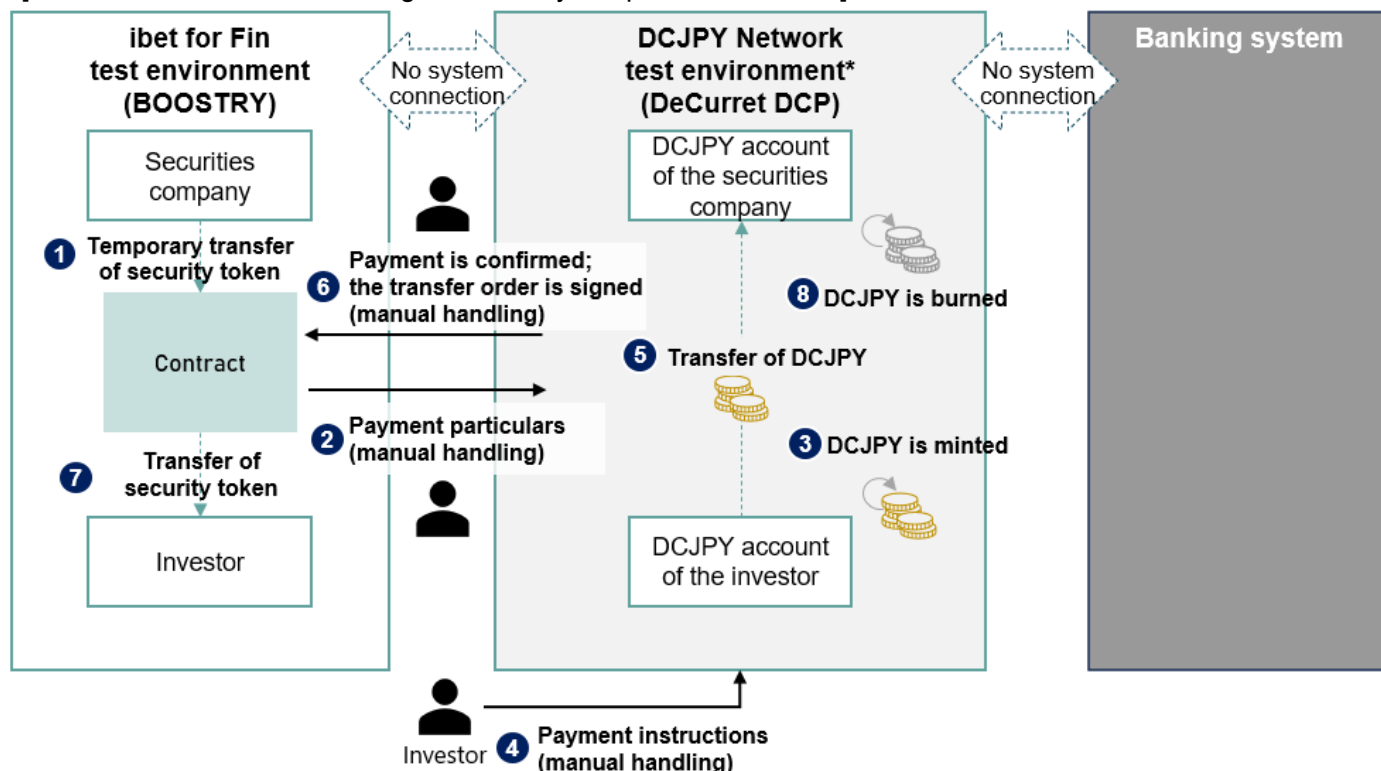 ibet for Fin
test environment
(BOOSTRY)
No system
connection
DCJPY Network
test environment*
(DeCurret DCP)
No system
connection
Banking system
Securities
company
DCJPY account
of the securities
company
1 Temporary transfer
of security token
6 Payment is confirmed;
the transfer order is signed
(manual handling)
8 DCJPY is burned
Contract
5 Transfer of DCJPY
2 Payment particulars
(manual handling)
3 DCJPY is minted
7 Transfer of
security token
Investor
DCJPY account
of the investor
Investor
4 Payment instructions
(manual handling)